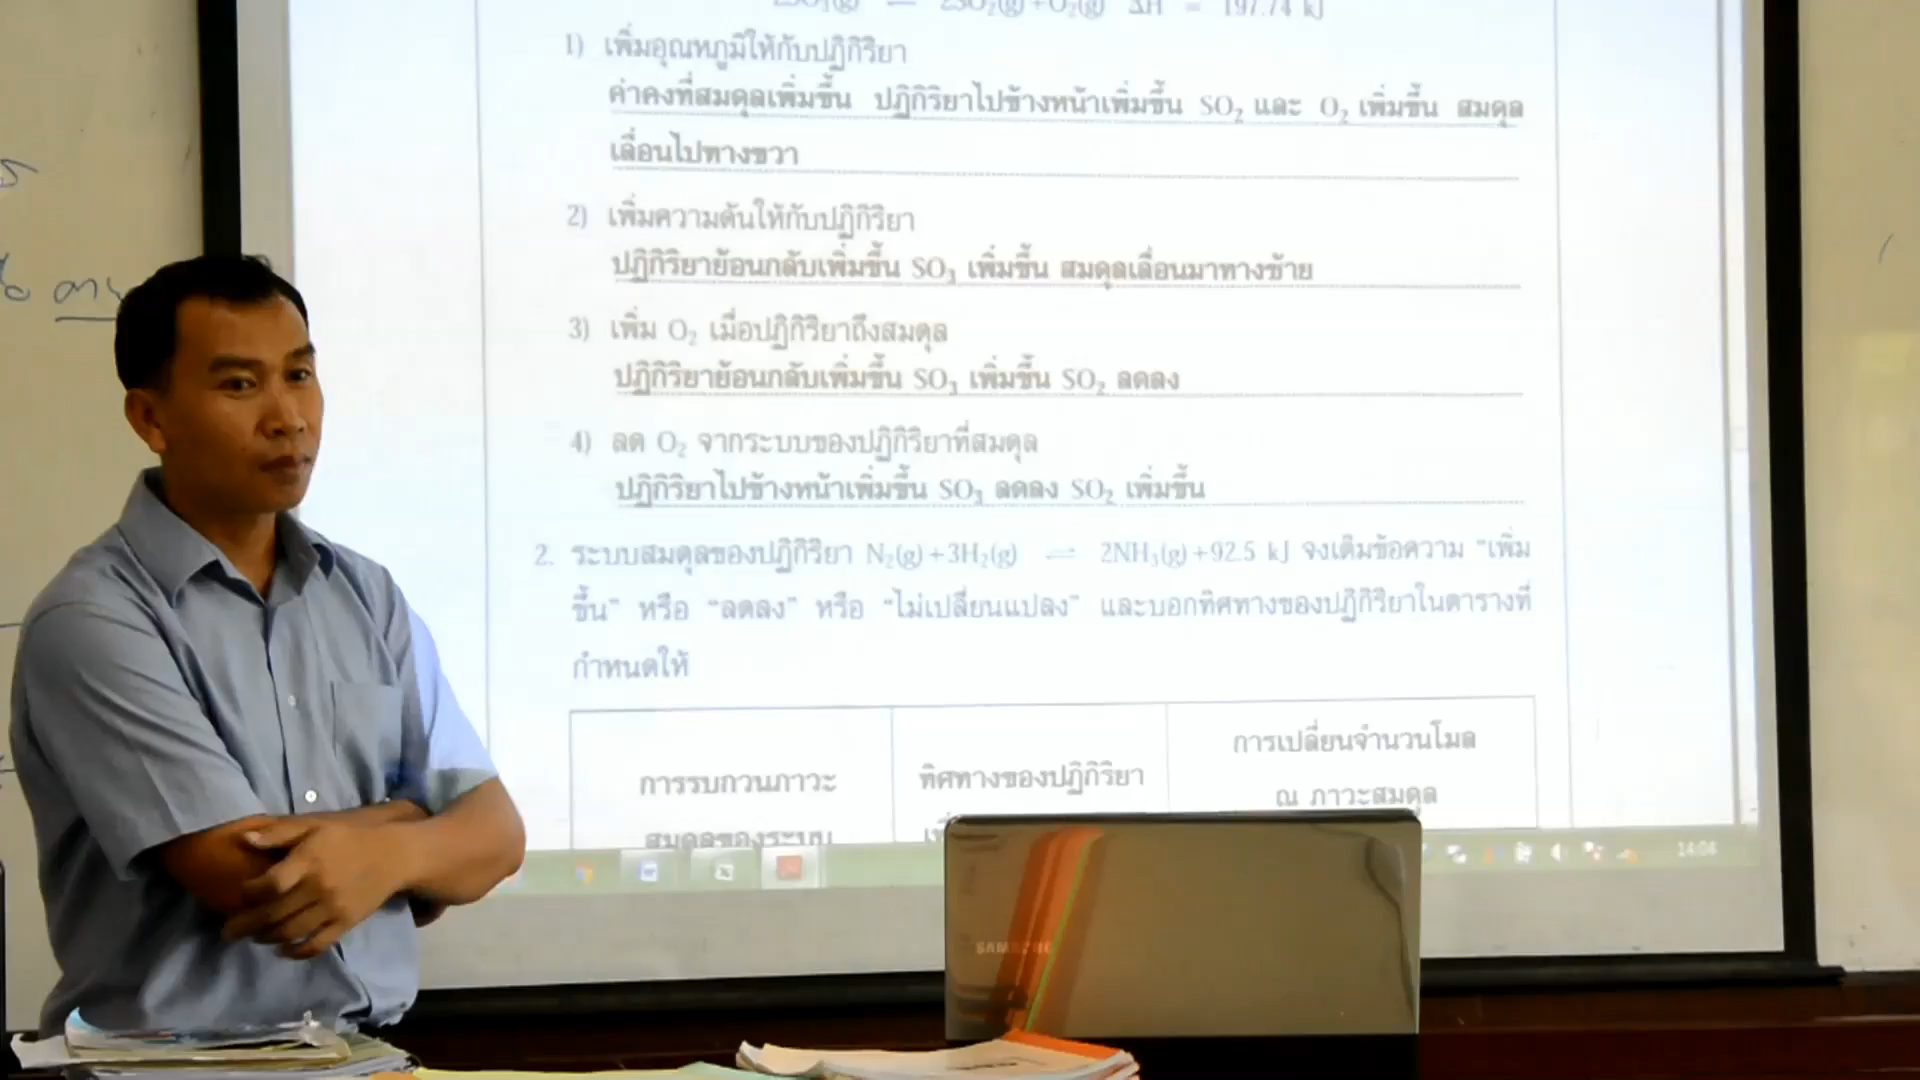 2SO₃(g) ⇌ 2SO₂(g)+O₂(g) ΔH = 197.74 kJ
1) เพิ่มอุณหภูมิให้กับปฏิกิริยา
ค่าคงที่สมดุลเพิ่มขึ้น ปฏิกิริยาไปข้างหน้าเพิ่มขึ้น SO₂ และ O₂ เพิ่มขึ้น สมดุล
เลื่อนไปทางขวา
2) เพิ่มความดันให้กับปฏิกิริยา
ปฏิกิริยาย้อนกลับเพิ่มขึ้น SO₃ เพิ่มขึ้น สมดุลเลื่อนมาทางซ้าย
3) เพิ่ม O₂ เมื่อปฏิกิริยาถึงสมดุล
ปฏิกิริยาย้อนกลับเพิ่มขึ้น SO₃ เพิ่มขึ้น SO₂ ลดลง
4) ลด O₂ จากระบบของปฏิกิริยาที่สมดุล
ปฏิกิริยาไปข้างหน้าเพิ่มขึ้น SO₃ ลดลง SO₂ เพิ่มขึ้น
2. ระบบสมดุลของปฏิกิริยา N₂(g)+3H₂(g) ⇌ 2NH₃(g)+92.5 kJ จงเติมข้อความ "เพิ่ม
ขึ้น" หรือ "ลดลง" หรือ "ไม่เปลี่ยนแปลง" และบอกทิศทางของปฏิกิริยาในตารางที่
กำหนดให้
การรบกวนภาวะ
สมดุลของระบบ
ทิศทางของปฏิกิริยา
การเปลี่ยนจำนวนโมล
ณ ภาวะสมดุล
14:04
SAMSUNG